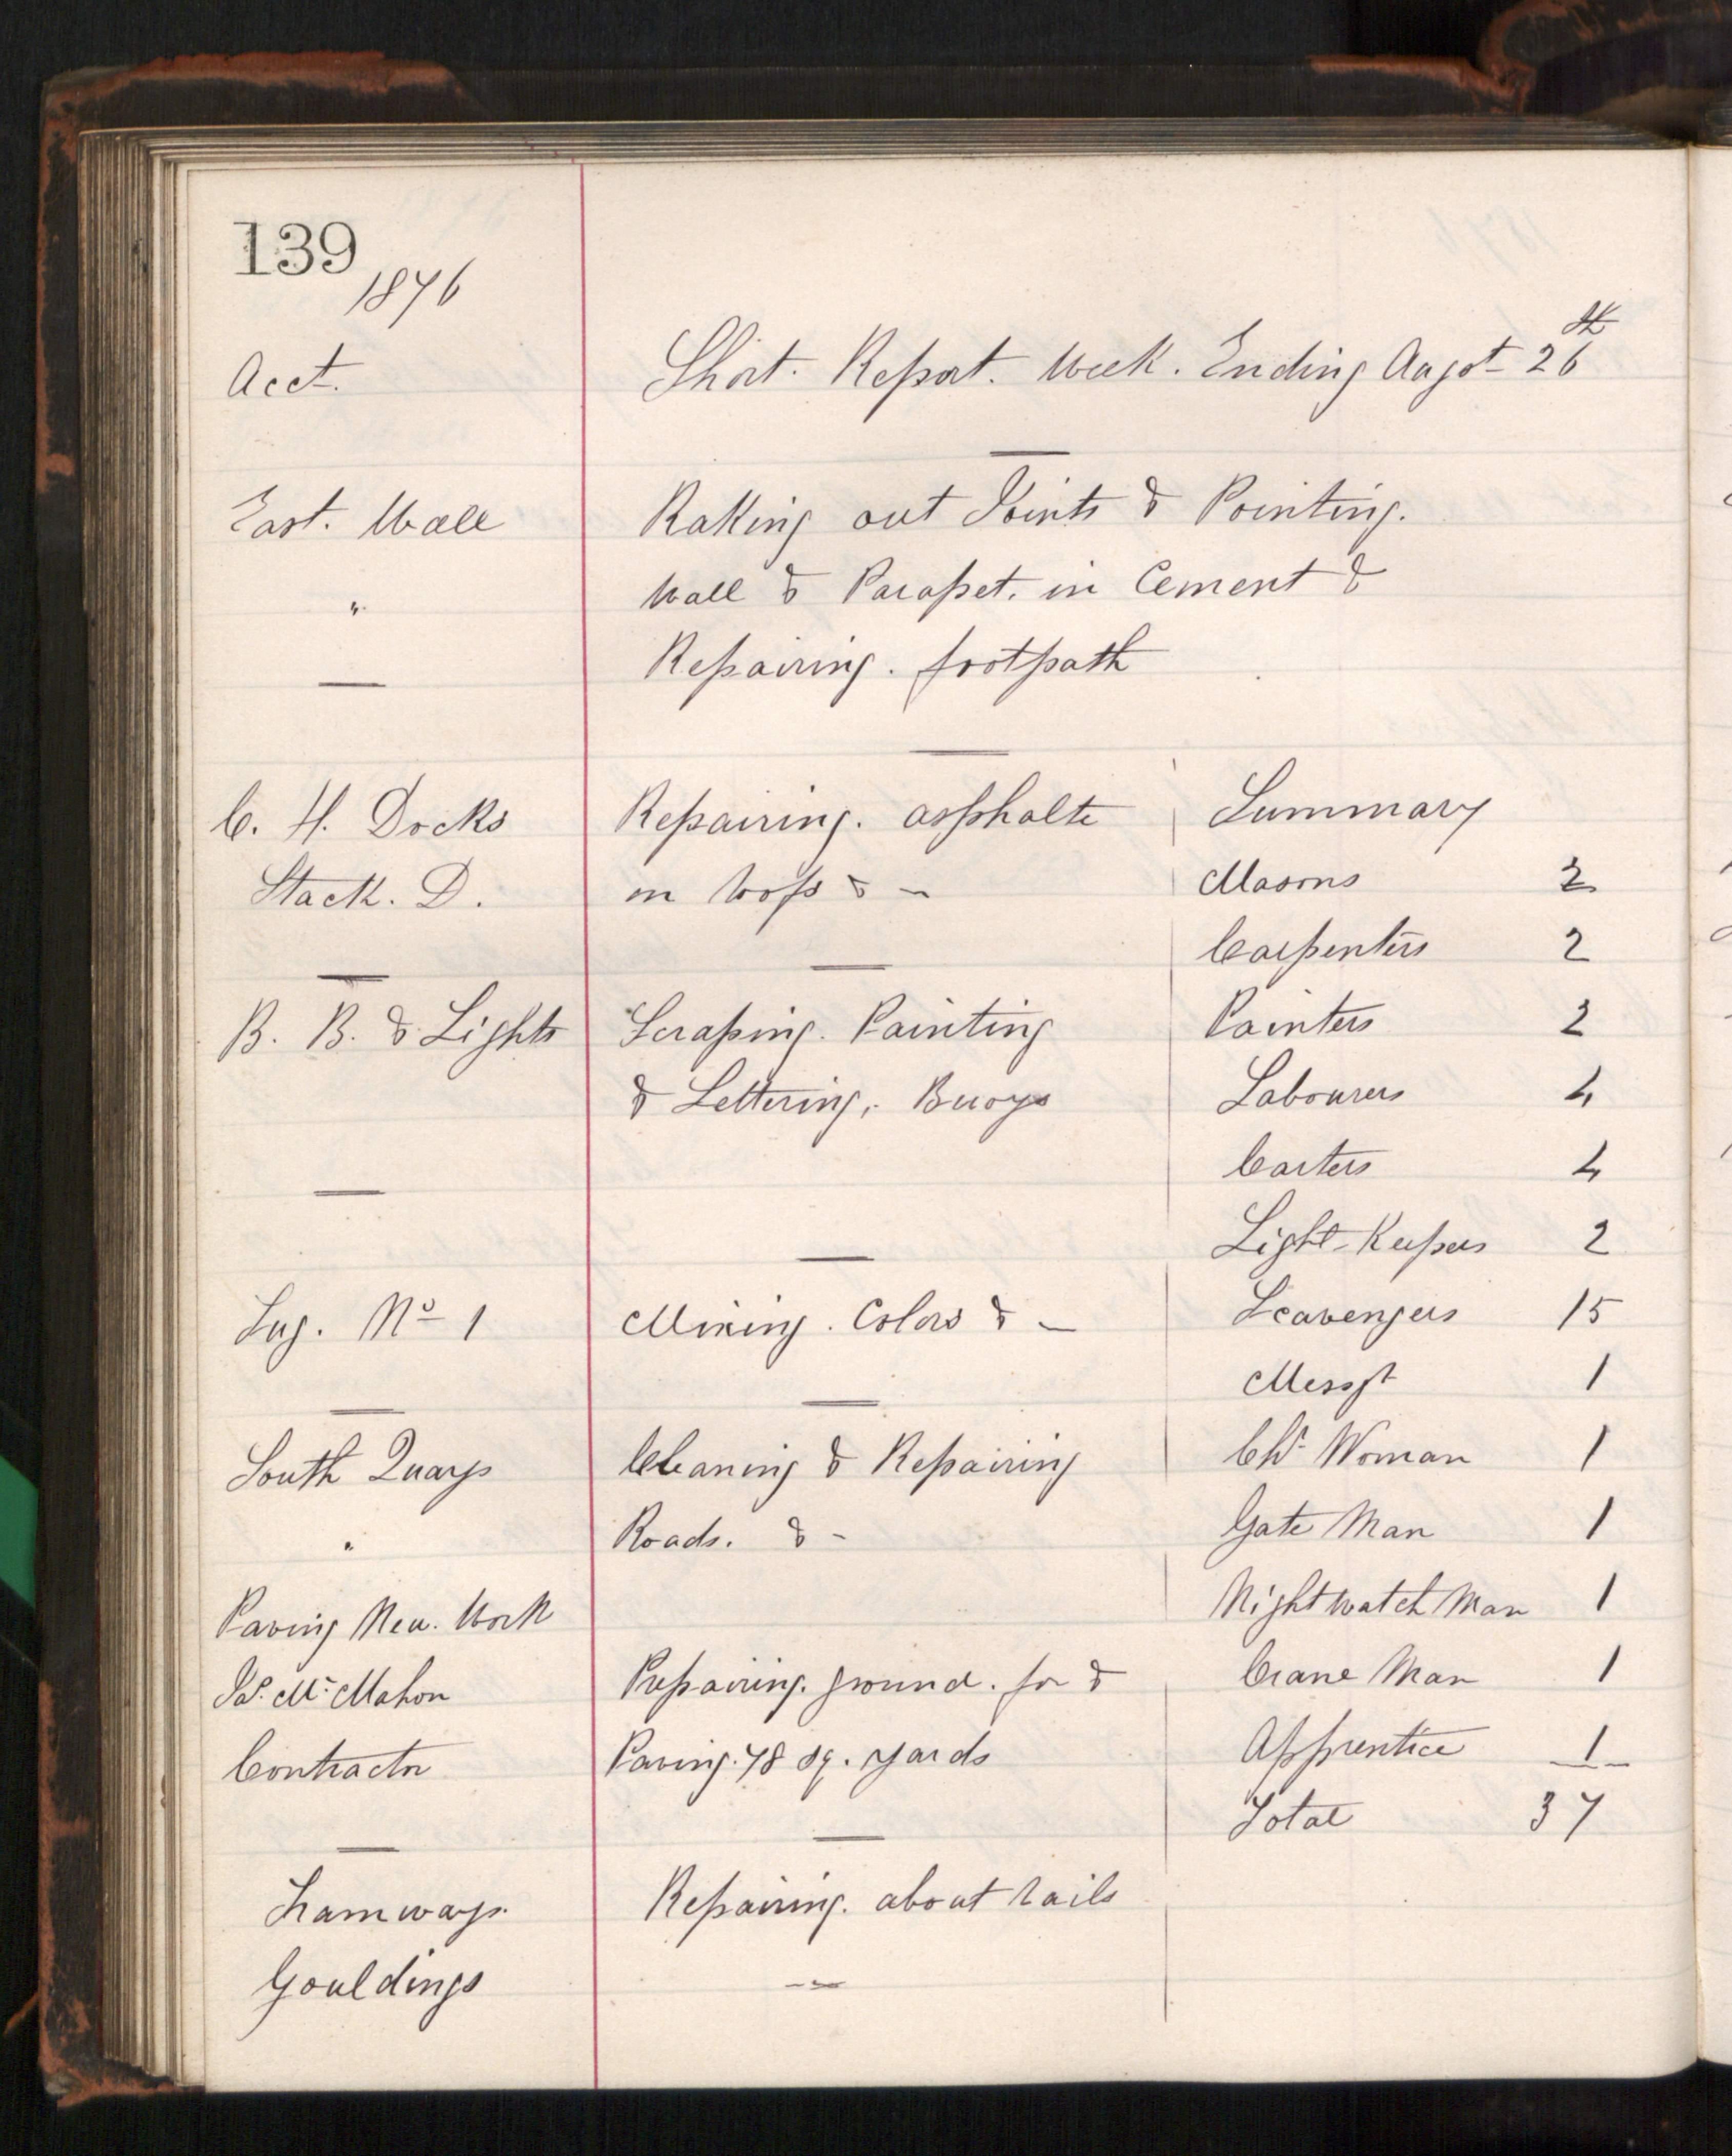 139
1876
Acct.
Short. Report. Week. Ending Augst 26th
East. Wall
Raking out Joints & Pointing.
"
Wall & Parapet. in Cement &
Repairing. footpath
C. H. Docks
Repairing. asphalte
Stack. D.
on &
B. B. & Lights
Scraping. Painting
& Lettering, Buoys
Lug. No 1
Mixing. Colors &
South Quays
Cleaning & Repairing
"
Roads. &
Paving New. Work
Js. Mc. Mahon
Preparing. ground. for &
Contractor
Paving. 78 sq. yards
Tramways.
Repairing. about rails
Gouldings
Summary
Masons 2
Carpenters 2
Painters 2
Labourers 4
Carters 4
Light-Keepers 2
Scavengers 15
Messgr 1
Chr Woman 1
Gate Man 1
Night watch Man 1
Crane Man 1
Apprentice 1
Total 37